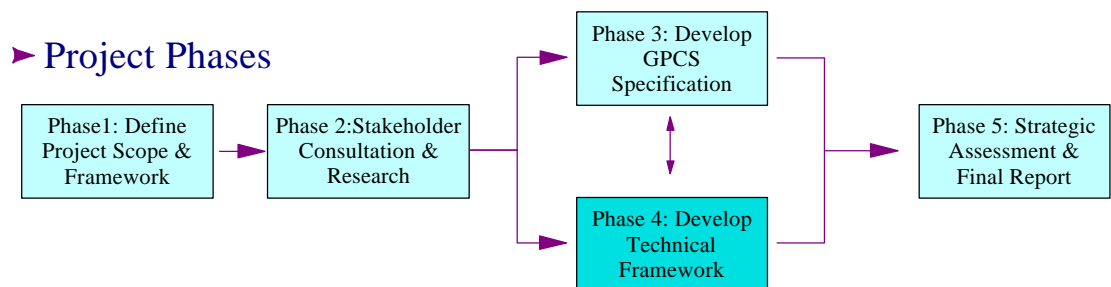 Project Phases
Phase1: Define
Project Scope &
Framework
Phase 2:Stakeholder
Consultation &
Research
Phase 3: Develop
GPCS
Specification
Phase 4: Develop
Technical
Framework
Phase 5: Strategic
Assessment &
Final Report